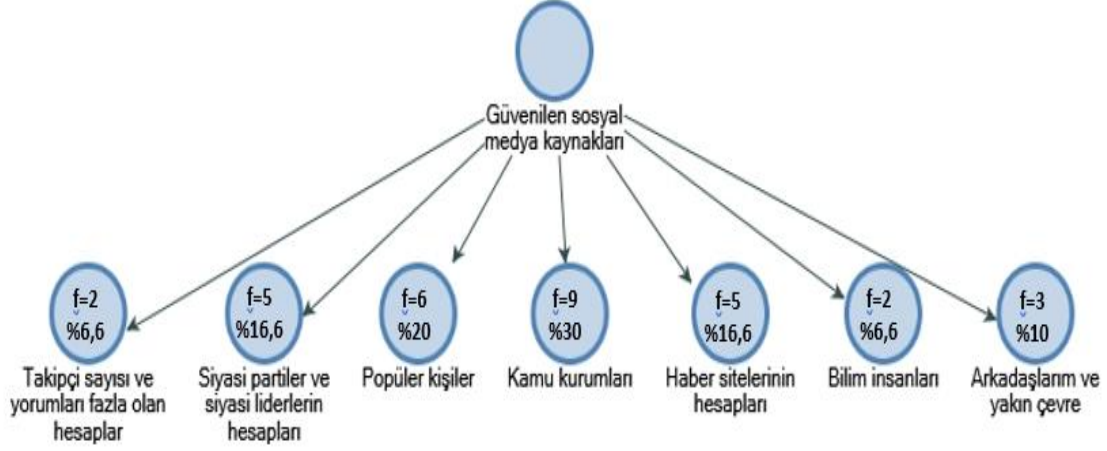 Güvenilen sosyal
medya kaynakları
f=2
%6,6
Takipçi sayısı ve
yorumları fazla olan
hesaplar
f=5
%16,6
Siyasi partiler ve
siyasi liderlerin
hesapları
f=6
%20
Popüler kişiler
f=9
%30
Kamu kurumları
f=5
%16,6
Haber sitelerinin
hesapları
f=2
%6,6
Bilim insanları
f=3
%10
Arkadaşlarım ve
yakın çevre